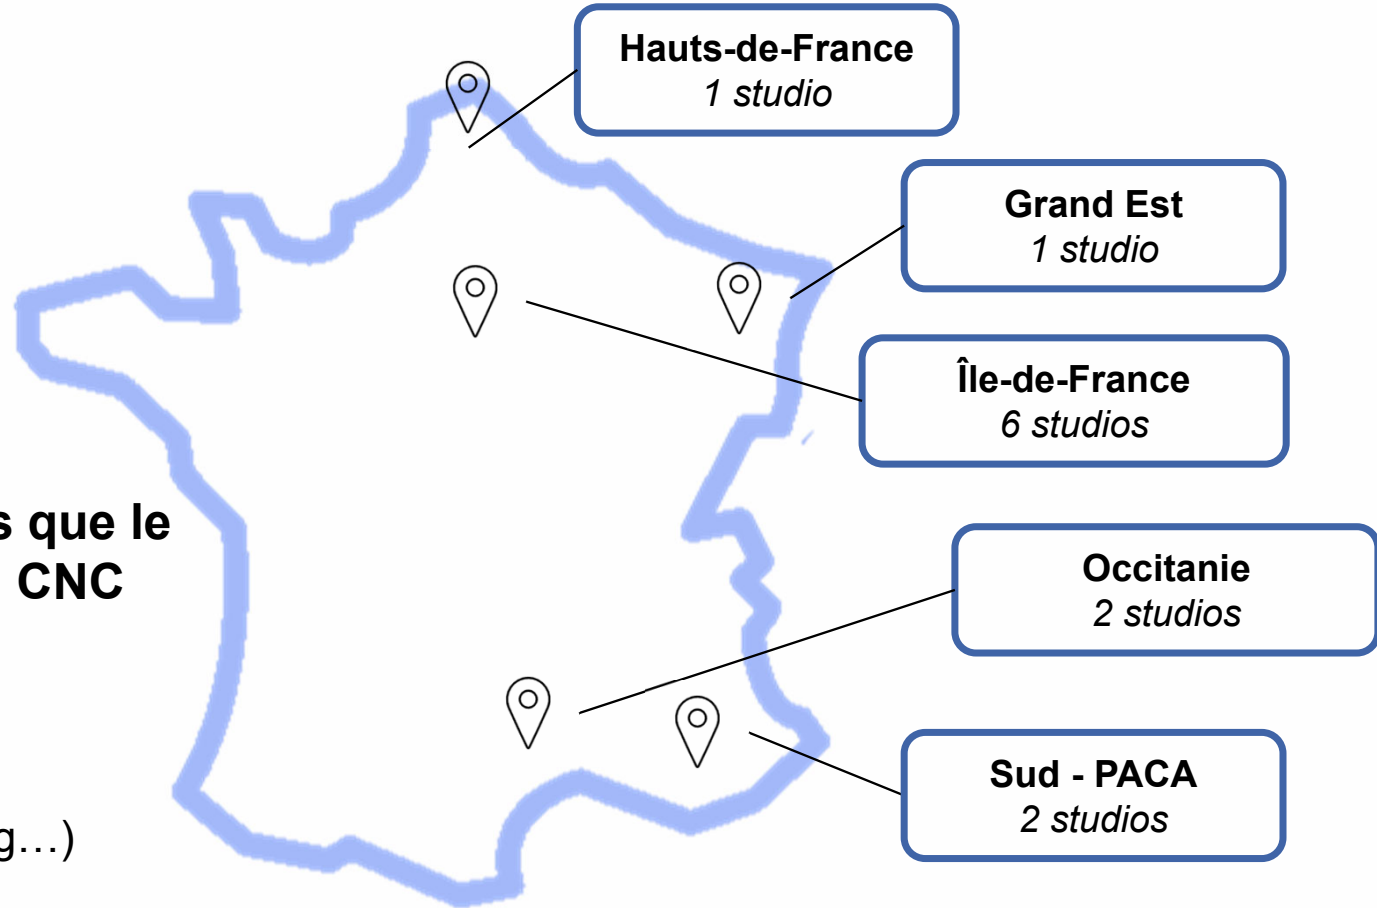 Hauts-de-France
1 studio
Grand Est
1 studio
Île-de-France
6 studios
s que le
CNC
Occitanie
2 studios
Sud - PACA
2 studios
g…)